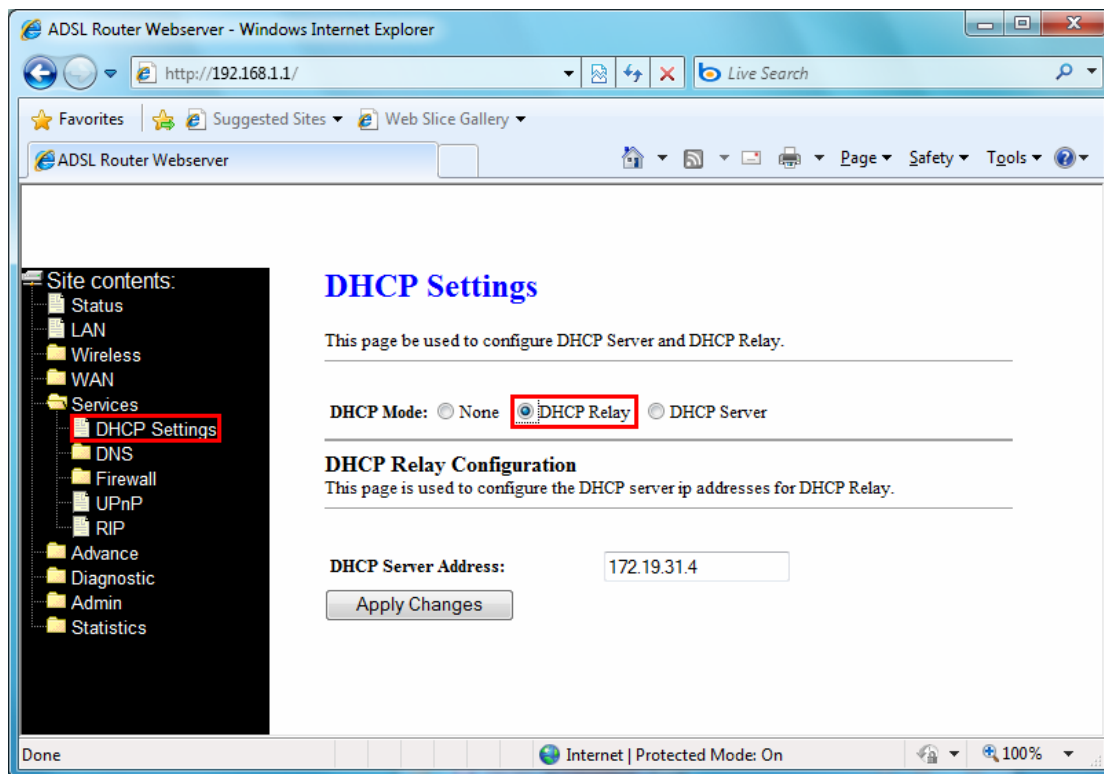 ADSL Router Webserver - Windows Internet Explorer
http://192.168.1.1/
Live Search
Favorites Suggested Sites Web Slice Gallery
ADSL Router Webserver Page Safety Tools
Site contents:
Status
LAN
Wireless
WAN
Services
DHCP Settings
DNS
Firewall
UPnP
RIP
Advance
Diagnostic
Admin
Statistics
DHCP Settings
This page be used to configure DHCP Server and DHCP Relay.
DHCP Mode: None DHCP Relay DHCP Server
DHCP Relay Configuration
This page is used to configure the DHCP server ip addresses for DHCP Relay.
DHCP Server Address: 172.19.31.4
Apply Changes
Done Internet | Protected Mode: On 100%